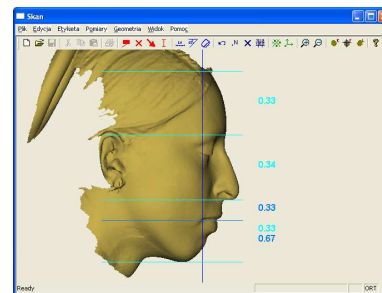 Skan
Plik Edycja Etykieta Pomiary Geometria Widok Pomoc
0.33
0.34
0.33
0.33
0.67
Ready
ORT